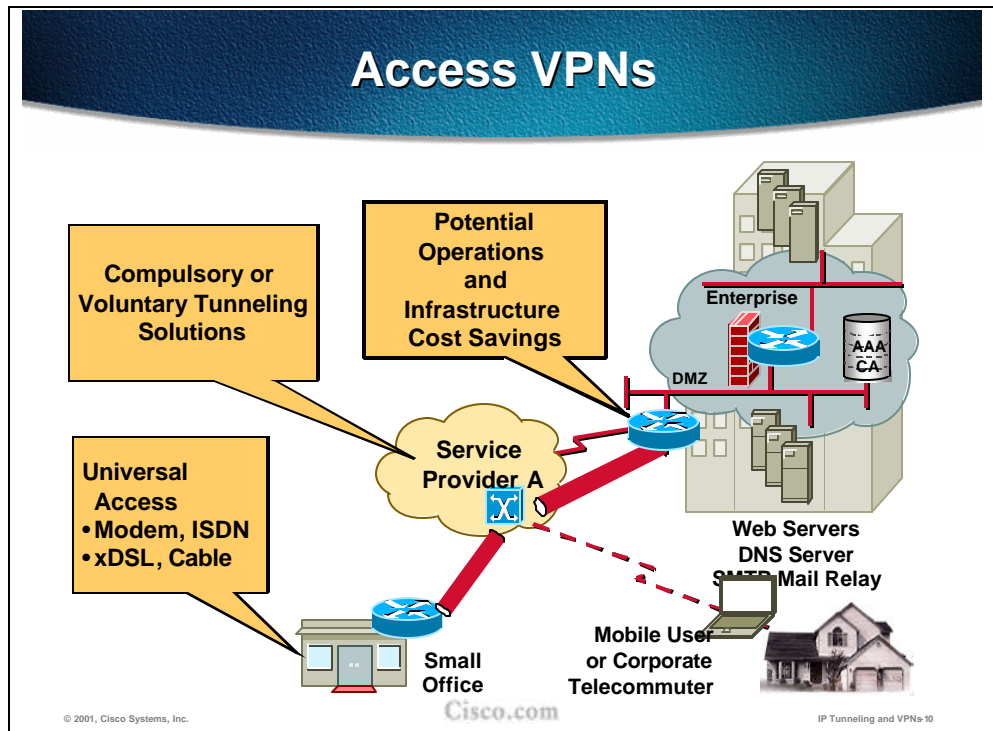 Access VPNs
Potential
Operations
and
Infrastructure
Cost Savings
Compulsory or
Voluntary Tunneling
Solutions
Enterprise
AAA
CA
DMZ
Service
Provider A
Universal
Access
•Modem, ISDN
•xDSL, Cable
Web Servers
DNS Server
SMTP Mail Relay
Mobile User
or Corporate
Telecommuter
Small
Office
© 2001, Cisco Systems, Inc.
Cisco.com
IP Tunneling and VPNs-10